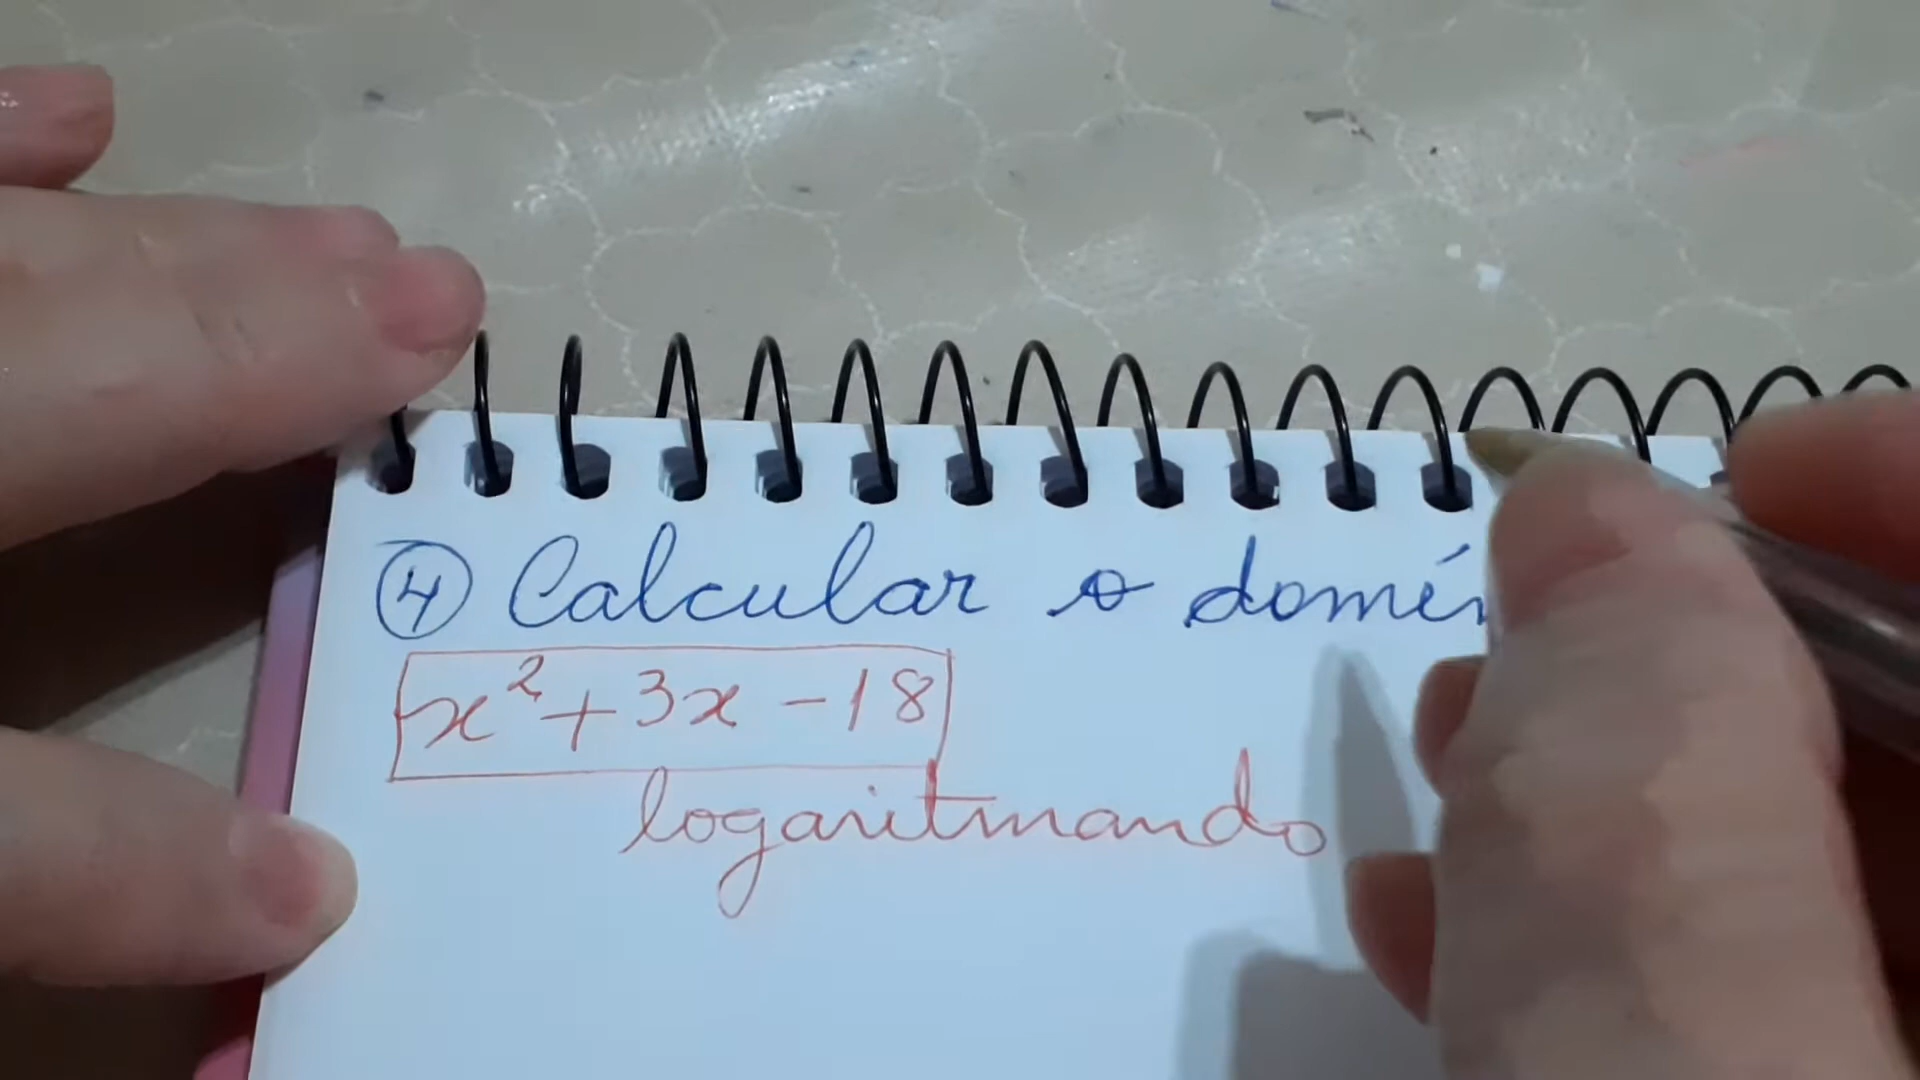 ④ Calcular o domín
x² + 3x - 18
logaritmando